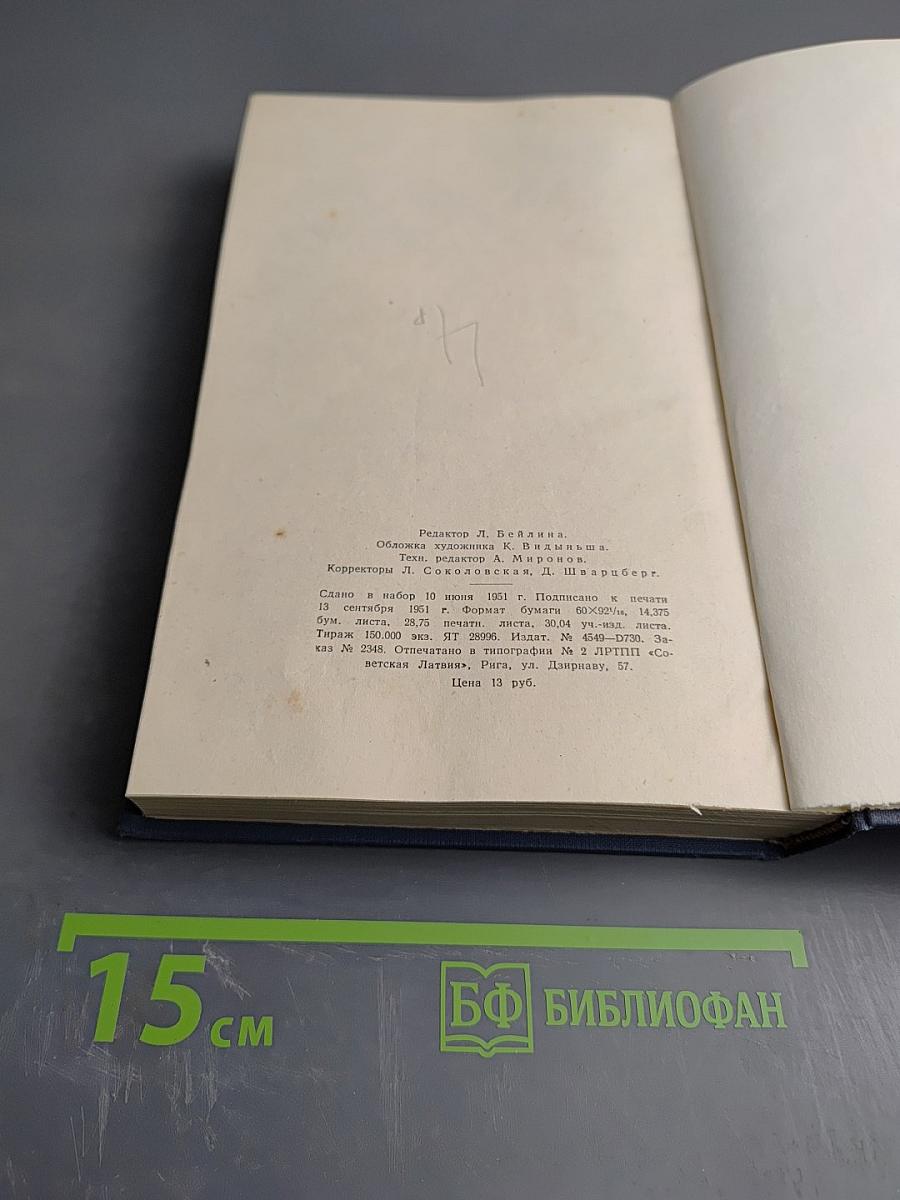 Редактор Л. Бейлина.
Обложка художника К. Видыньша.
Техн. редактор А. Миронов.
Корректоры Л. Соколовская, Д. Шварцберг.
Сдано в набор 10 июня 1951 г. Подписано к печати
13 сентября 1951 г. Формат бумаги 60×92¹/₁₆, 14,375
бум. листа, 28,75 печатн. листа, 30,04 уч.-изд. листа.
Тираж 150.000 экз. ЯТ 28996. Издат. № 4549—D730. За-
каз № 2348. Отпечатано в типографии № 2 ЛРТПП «Со-
ветская Латвия», Рига, ул. Дзирнаву, 57.
Цена 13 руб.
15 см
БФ БИБЛИОФАН